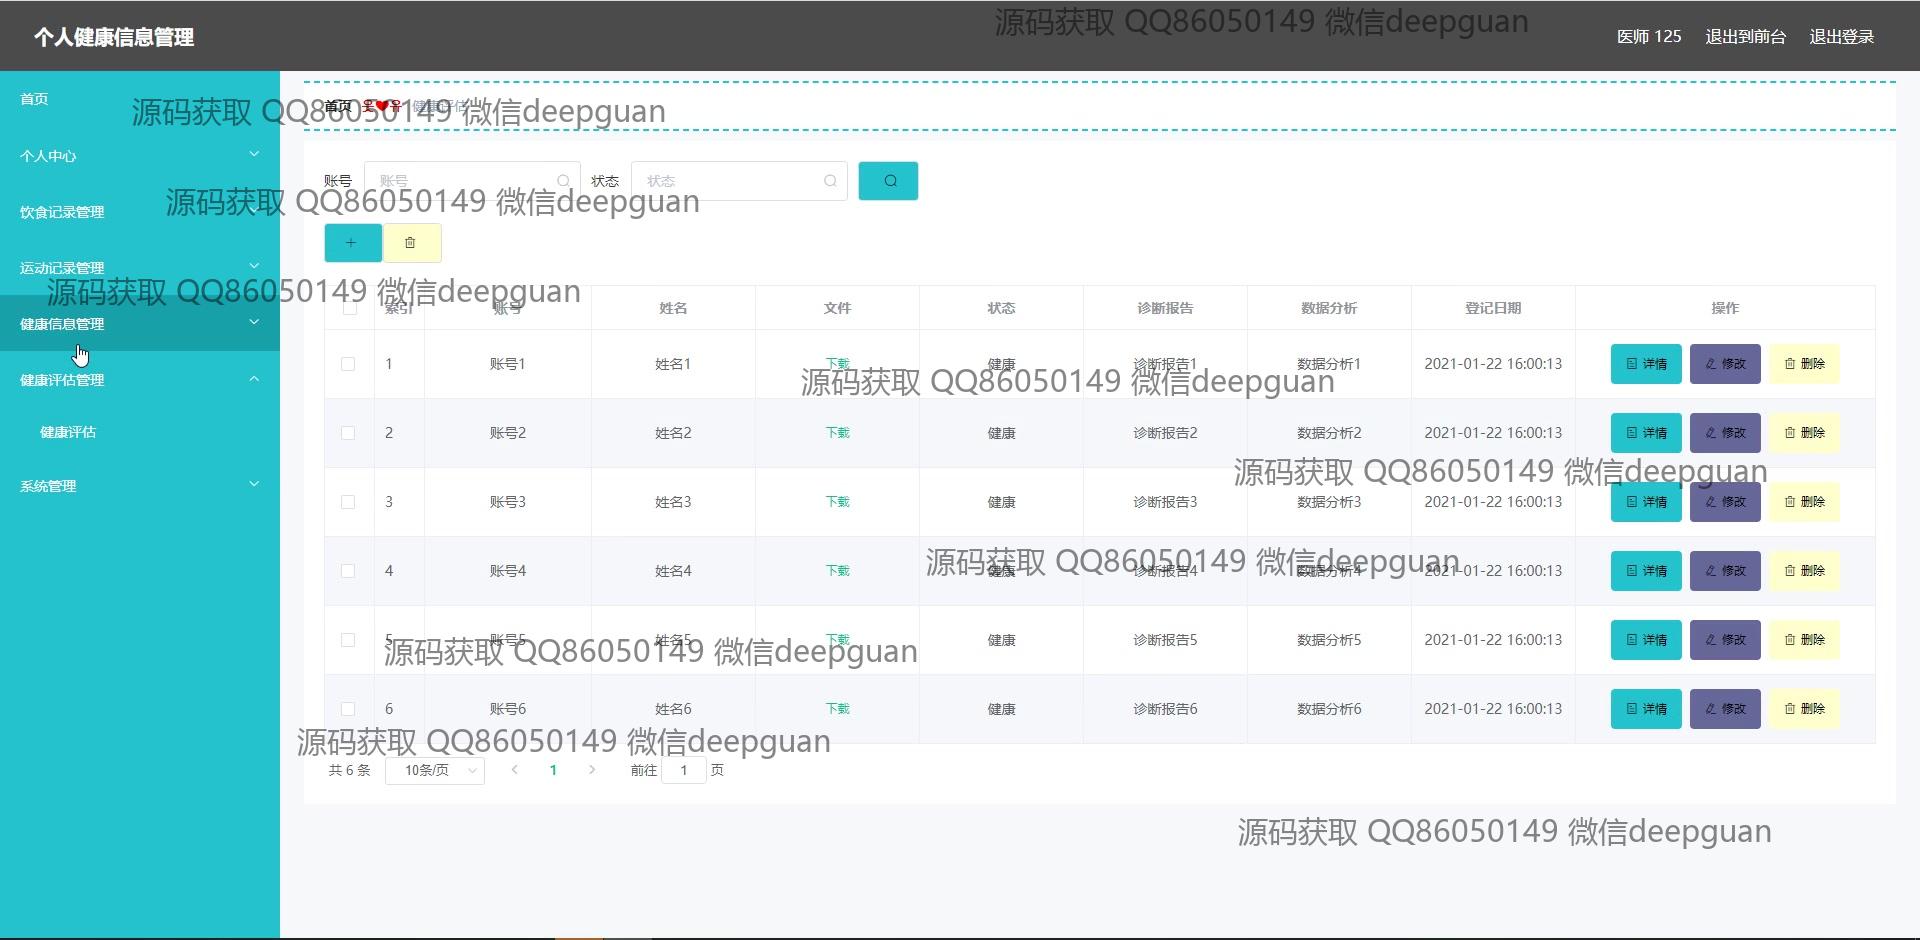 源码获取 QQ86050149 微信deepguan
个人健康信息管理
医师 125 退出到前台 退出登录
首页
首页 健康评估
源码获取 QQ86050149 微信deepguan
个人中心
账号 账号 状态 状态
源码获取 QQ86050149 微信deepguan
饮食记录管理
运动记录管理
源码获取 QQ86050149 微信deepguan
健康信息管理
健康评估管理
健康评估
系统管理
索引 账号 姓名 文件 状态 诊断报告 数据分析 登记日期 操作
1 账号1 姓名1 下载 健康 诊断报告1 数据分析1 2021-01-22 16:00:13 详情 修改 删除
源码获取 QQ86050149 微信deepguan
2 账号2 姓名2 下载 健康 诊断报告2 数据分析2 2021-01-22 16:00:13 详情 修改 删除
源码获取 QQ86050149 微信deepguan
3 账号3 姓名3 下载 健康 诊断报告3 数据分析3 2021-01-22 16:00:13 详情 修改 删除
源码获取 QQ86050149 微信deepguan
4 账号4 姓名4 下载 健康 诊断报告4 数据分析4 2021-01-22 16:00:13 详情 修改 删除
5 账号5 姓名5 下载 健康 诊断报告5 数据分析5 2021-01-22 16:00:13 详情 修改 删除
源码获取 QQ86050149 微信deepguan
6 账号6 姓名6 下载 健康 诊断报告6 数据分析6 2021-01-22 16:00:13 详情 修改 删除
源码获取 QQ86050149 微信deepguan
共 6 条 10条/页 1 前往 1 页
源码获取 QQ86050149 微信deepguan